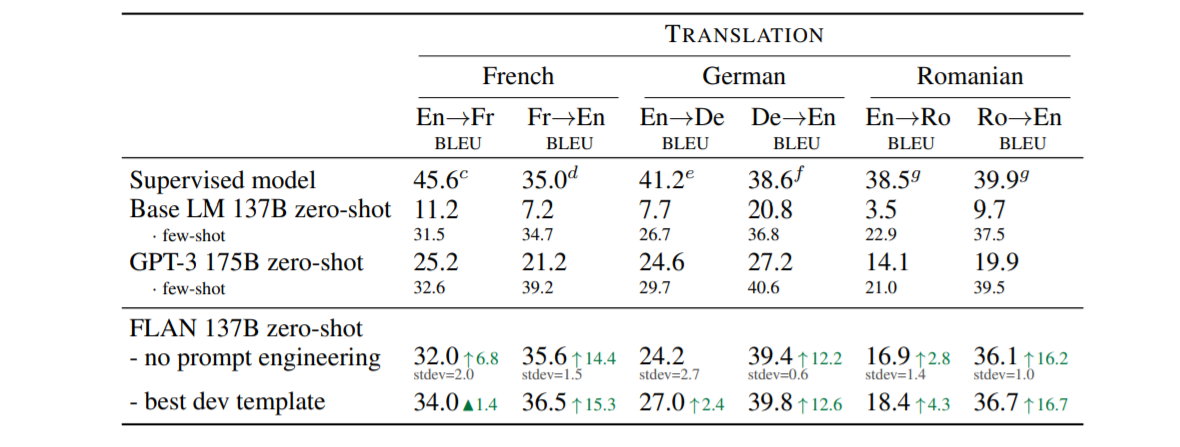 TRANSLATION
French German Romanian
En→Fr Fr→En En→De De→En En→Ro Ro→En
BLEU BLEU BLEU BLEU BLEU BLEU
Supervised model 45.6c 35.0d 41.2e 38.6f 38.5g 39.9g
Base LM 137B zero-shot 11.2 7.2 7.7 20.8 3.5 9.7
· few-shot 31.5 34.7 26.7 36.8 22.9 37.5
GPT-3 175B zero-shot 25.2 21.2 24.6 27.2 14.1 19.9
· few-shot 32.6 39.2 29.7 40.6 21.0 39.5
FLAN 137B zero-shot
- no prompt engineering 32.0 ↑6.8 35.6 ↑14.4 24.2 39.4 ↑12.2 16.9 ↑2.8 36.1 ↑16.2
stdev=2.0 stdev=1.5 stdev=2.7 stdev=0.6 stdev=1.4 stdev=1.0
- best dev template 34.0 ▲1.4 36.5 ↑15.3 27.0 ↑2.4 39.8 ↑12.6 18.4 ↑4.3 36.7 ↑16.7